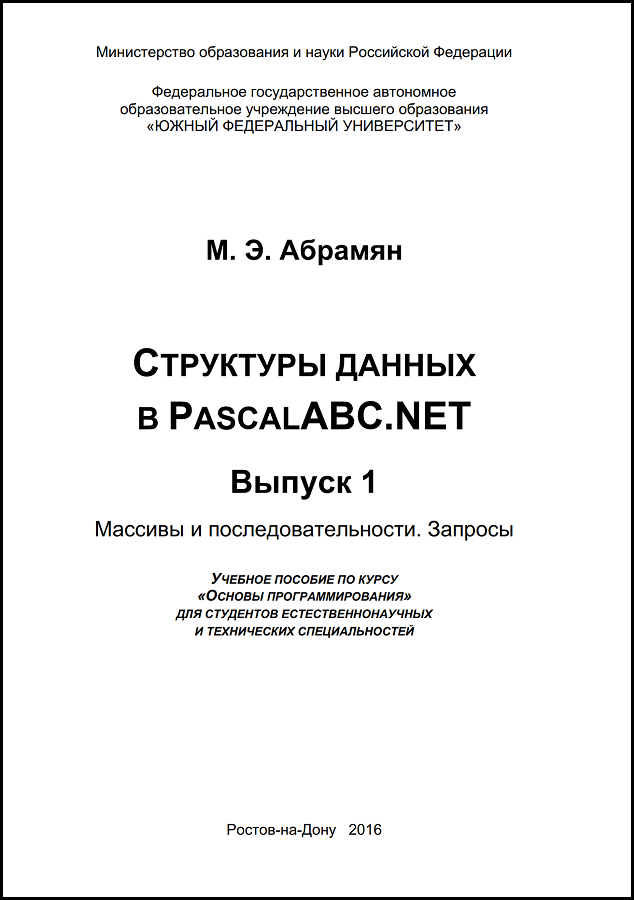 Министерство образования и науки Российской Федерации
Федеральное государственное автономное
образовательное учреждение высшего образования
«ЮЖНЫЙ ФЕДЕРАЛЬНЫЙ УНИВЕРСИТЕТ»
М. Э. Абрамян
СТРУКТУРЫ ДАННЫХ
В PASCALABC.NET
Выпуск 1
Массивы и последовательности. Запросы
УЧЕБНОЕ ПОСОБИЕ ПО КУРСУ
«ОСНОВЫ ПРОГРАММИРОВАНИЯ»
ДЛЯ СТУДЕНТОВ ЕСТЕСТВЕННОНАУЧНЫХ
И ТЕХНИЧЕСКИХ СПЕЦИАЛЬНОСТЕЙ
Ростов-на-Дону 2016